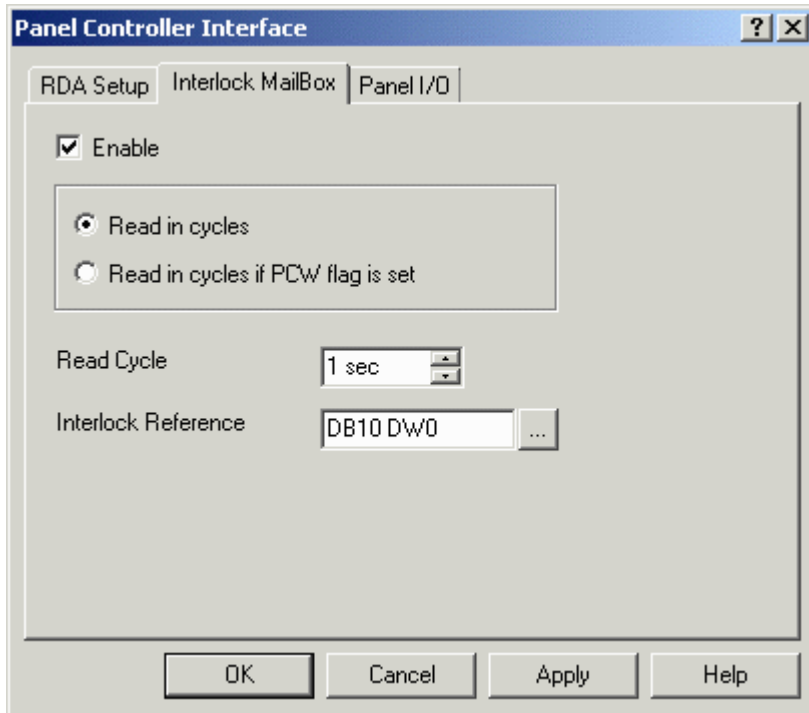 Panel Controller Interface
RDA Setup Interlock MailBox Panel I/O
Enable
Read in cycles
Read in cycles if PCW flag is set
Read Cycle 1 sec
Interlock Reference DB10 DW0 ...
OK Cancel Apply Help